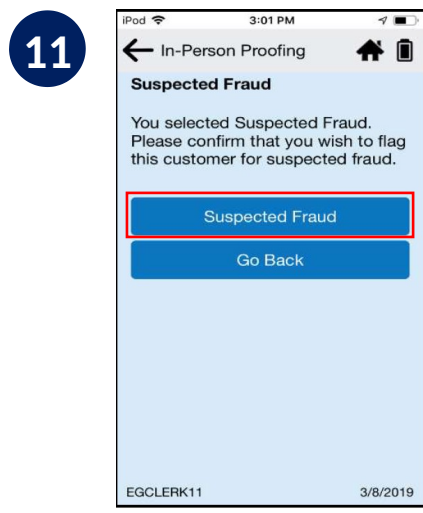 11
iPod 3:01 PM
In-Person Proofing
Suspected Fraud
You selected Suspected Fraud.
Please confirm that you wish to flag
this customer for suspected fraud.
Suspected Fraud
Go Back
EGCLERK11 3/8/2019